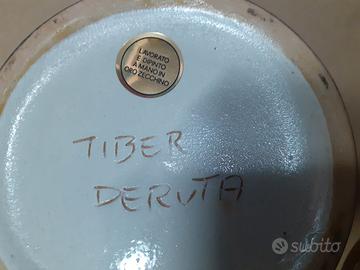 LAVORATO
E DIPINTO
A MANO IN
ORO ZECCHINO
TIBER
DERUTA
subito